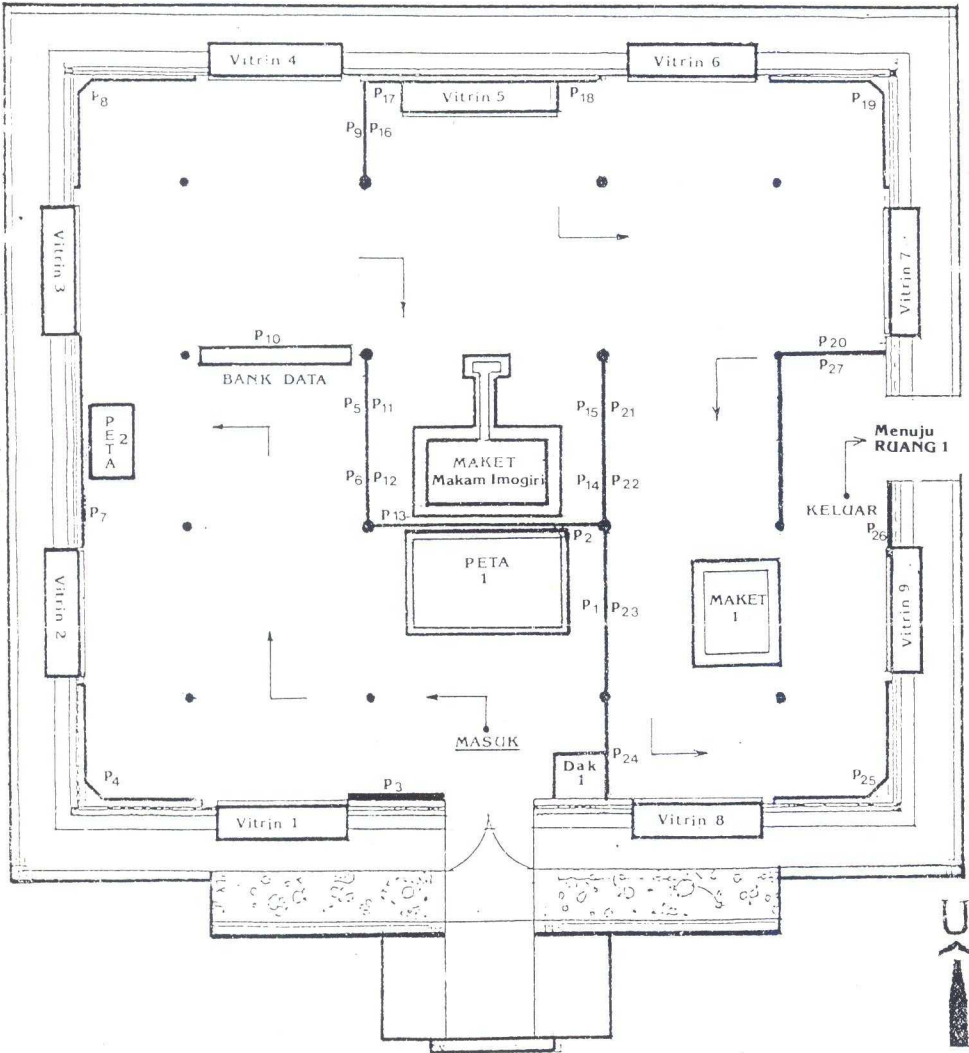 Vitrin 4
Vitrin 6
P8
P17
Vitrin 5
P18
P19
P9 P16
Vitrin 3
Vitrin 7
P10
BANK DATA
P20
P27
P5 P11
P15 P21
PETA 2
Menuju
RUANG 1
MAKET
Makam Imogiri
P6 P12
P14 P22
KELUAR
P7
P13
P2
P26
PETA
1
MAKET
1
Vitrin 2
P1 P23
Vitrin 9
MASUK
P24
Dak
1
P4
P3
P25
Vitrin 1
Vitrin 8
U